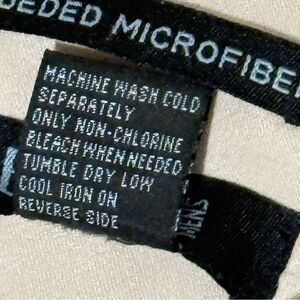 MICROFIBER
MACHINE WASH COLD
SEPARATELY
ONLY NON-CHLORINE
BLEACH WHEN NEEDED
TUMBLE DRY LOW
COOL IRON ON
REVERSE SIDE